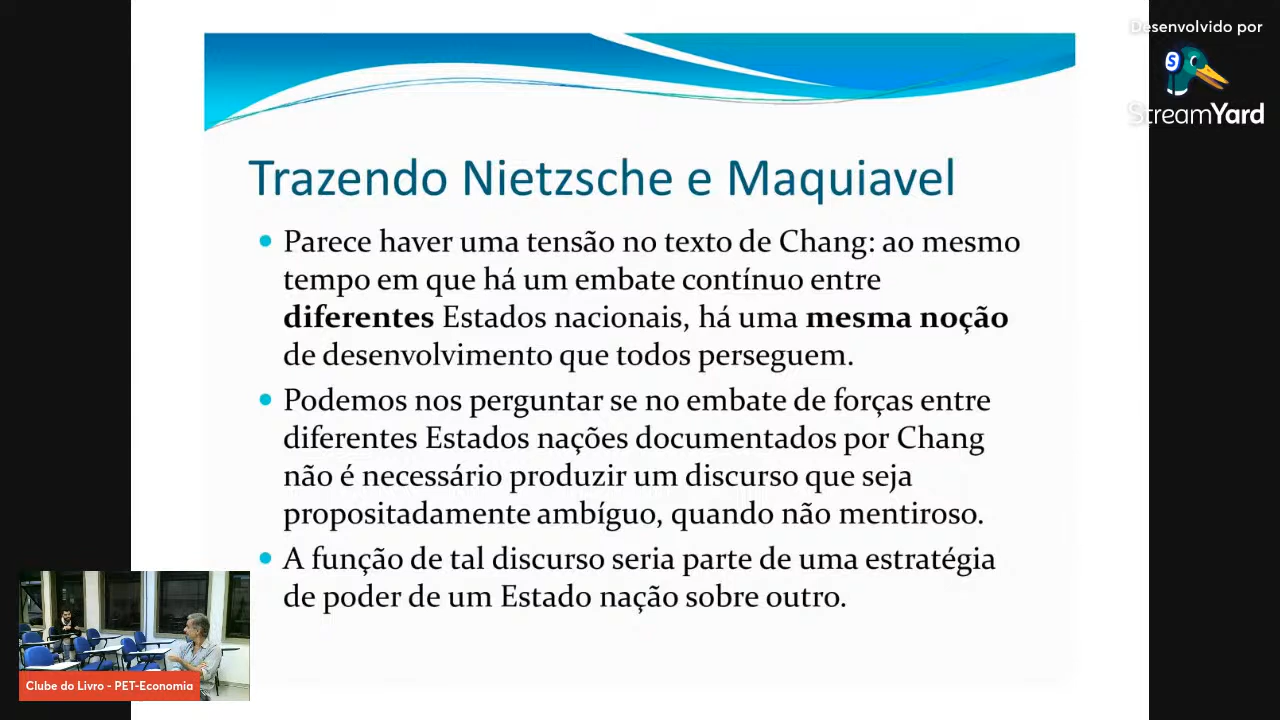 Desenvolvido por
S
StreamYard
Trazendo Nietzsche e Maquiavel
• Parece haver uma tensão no texto de Chang: ao mesmo
tempo em que há um embate contínuo entre
diferentes Estados nacionais, há uma mesma noção
de desenvolvimento que todos perseguem.
• Podemos nos perguntar se no embate de forças entre
diferentes Estados nações documentados por Chang
não é necessário produzir um discurso que seja
propositadamente ambíguo, quando não mentiroso.
• A função de tal discurso seria parte de uma estratégia
de poder de um Estado nação sobre outro.
Clube do Livro - PET-Economia